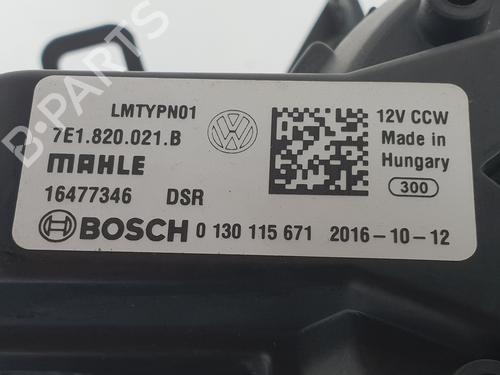 B-PARTS
LMTYPN01
7E1.820.021.B
MAHLE
16477346 DSR
BOSCH 0 130 115 671 2016-10-12
12V CCW
Made in
Hungary
300